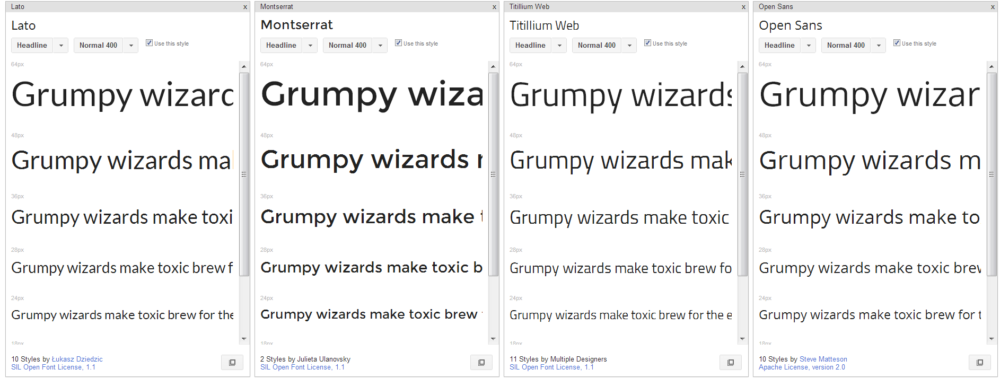 Lato x
Lato
Headline Normal 400 Use this style
64px
Grumpy wizarc
48px
Grumpy wizards ma
36px
Grumpy wizards make toxi
28px
Grumpy wizards make toxic brew f
24px
Grumpy wizards make toxic brew for the
18px
10 Styles by Łukasz Dziedzic
SIL Open Font License, 1.1
Montserrat x
Montserrat
Headline Normal 400 Use this style
64px
Grumpy wiza
48px
Grumpy wizards r
36px
Grumpy wizards make t
28px
Grumpy wizards make toxic b
24px
Grumpy wizards make toxic brew
18px
2 Styles by Julieta Ulanovsky
SIL Open Font License, 1.1
Titillium Web x
Titillium Web
Headline Normal 400 Use this style
64px
Grumpy wizards
48px
Grumpy wizards mak
36px
Grumpy wizards make toxic
28px
Grumpy wizards make toxic brew fo
24px
Grumpy wizards make toxic brew for the e
18px
11 Styles by Multiple Designers
SIL Open Font License, 1.1
Open Sans x
Open Sans
Headline Normal 400 Use this style
64px
Grumpy wizar
48px
Grumpy wizards m
36px
Grumpy wizards make to
28px
Grumpy wizards make toxic brew
24px
Grumpy wizards make toxic brew for t
18px
10 Styles by Steve Matteson
Apache License, version 2.0